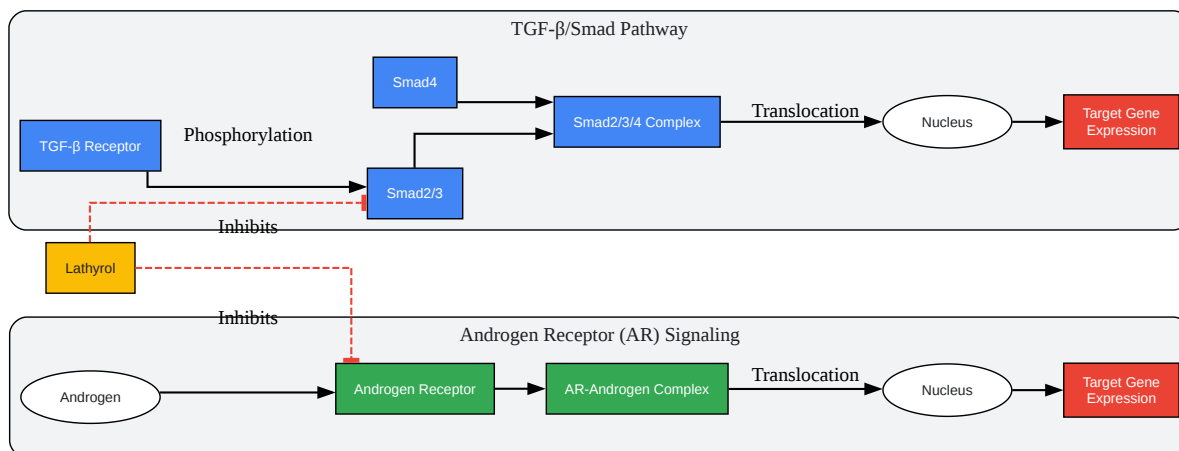 TGF-β/Smad Pathway
Smad4
Translocation
Smad2/3/4 Complex
Nucleus
Target Gene
Expression
Phosphorylation
TGF-β Receptor
Smad2/3
Inhibits
Lathyrol
Inhibits
Androgen Receptor (AR) Signaling
Androgen
Androgen Receptor
AR-Androgen Complex
Translocation
Nucleus
Target Gene
Expression